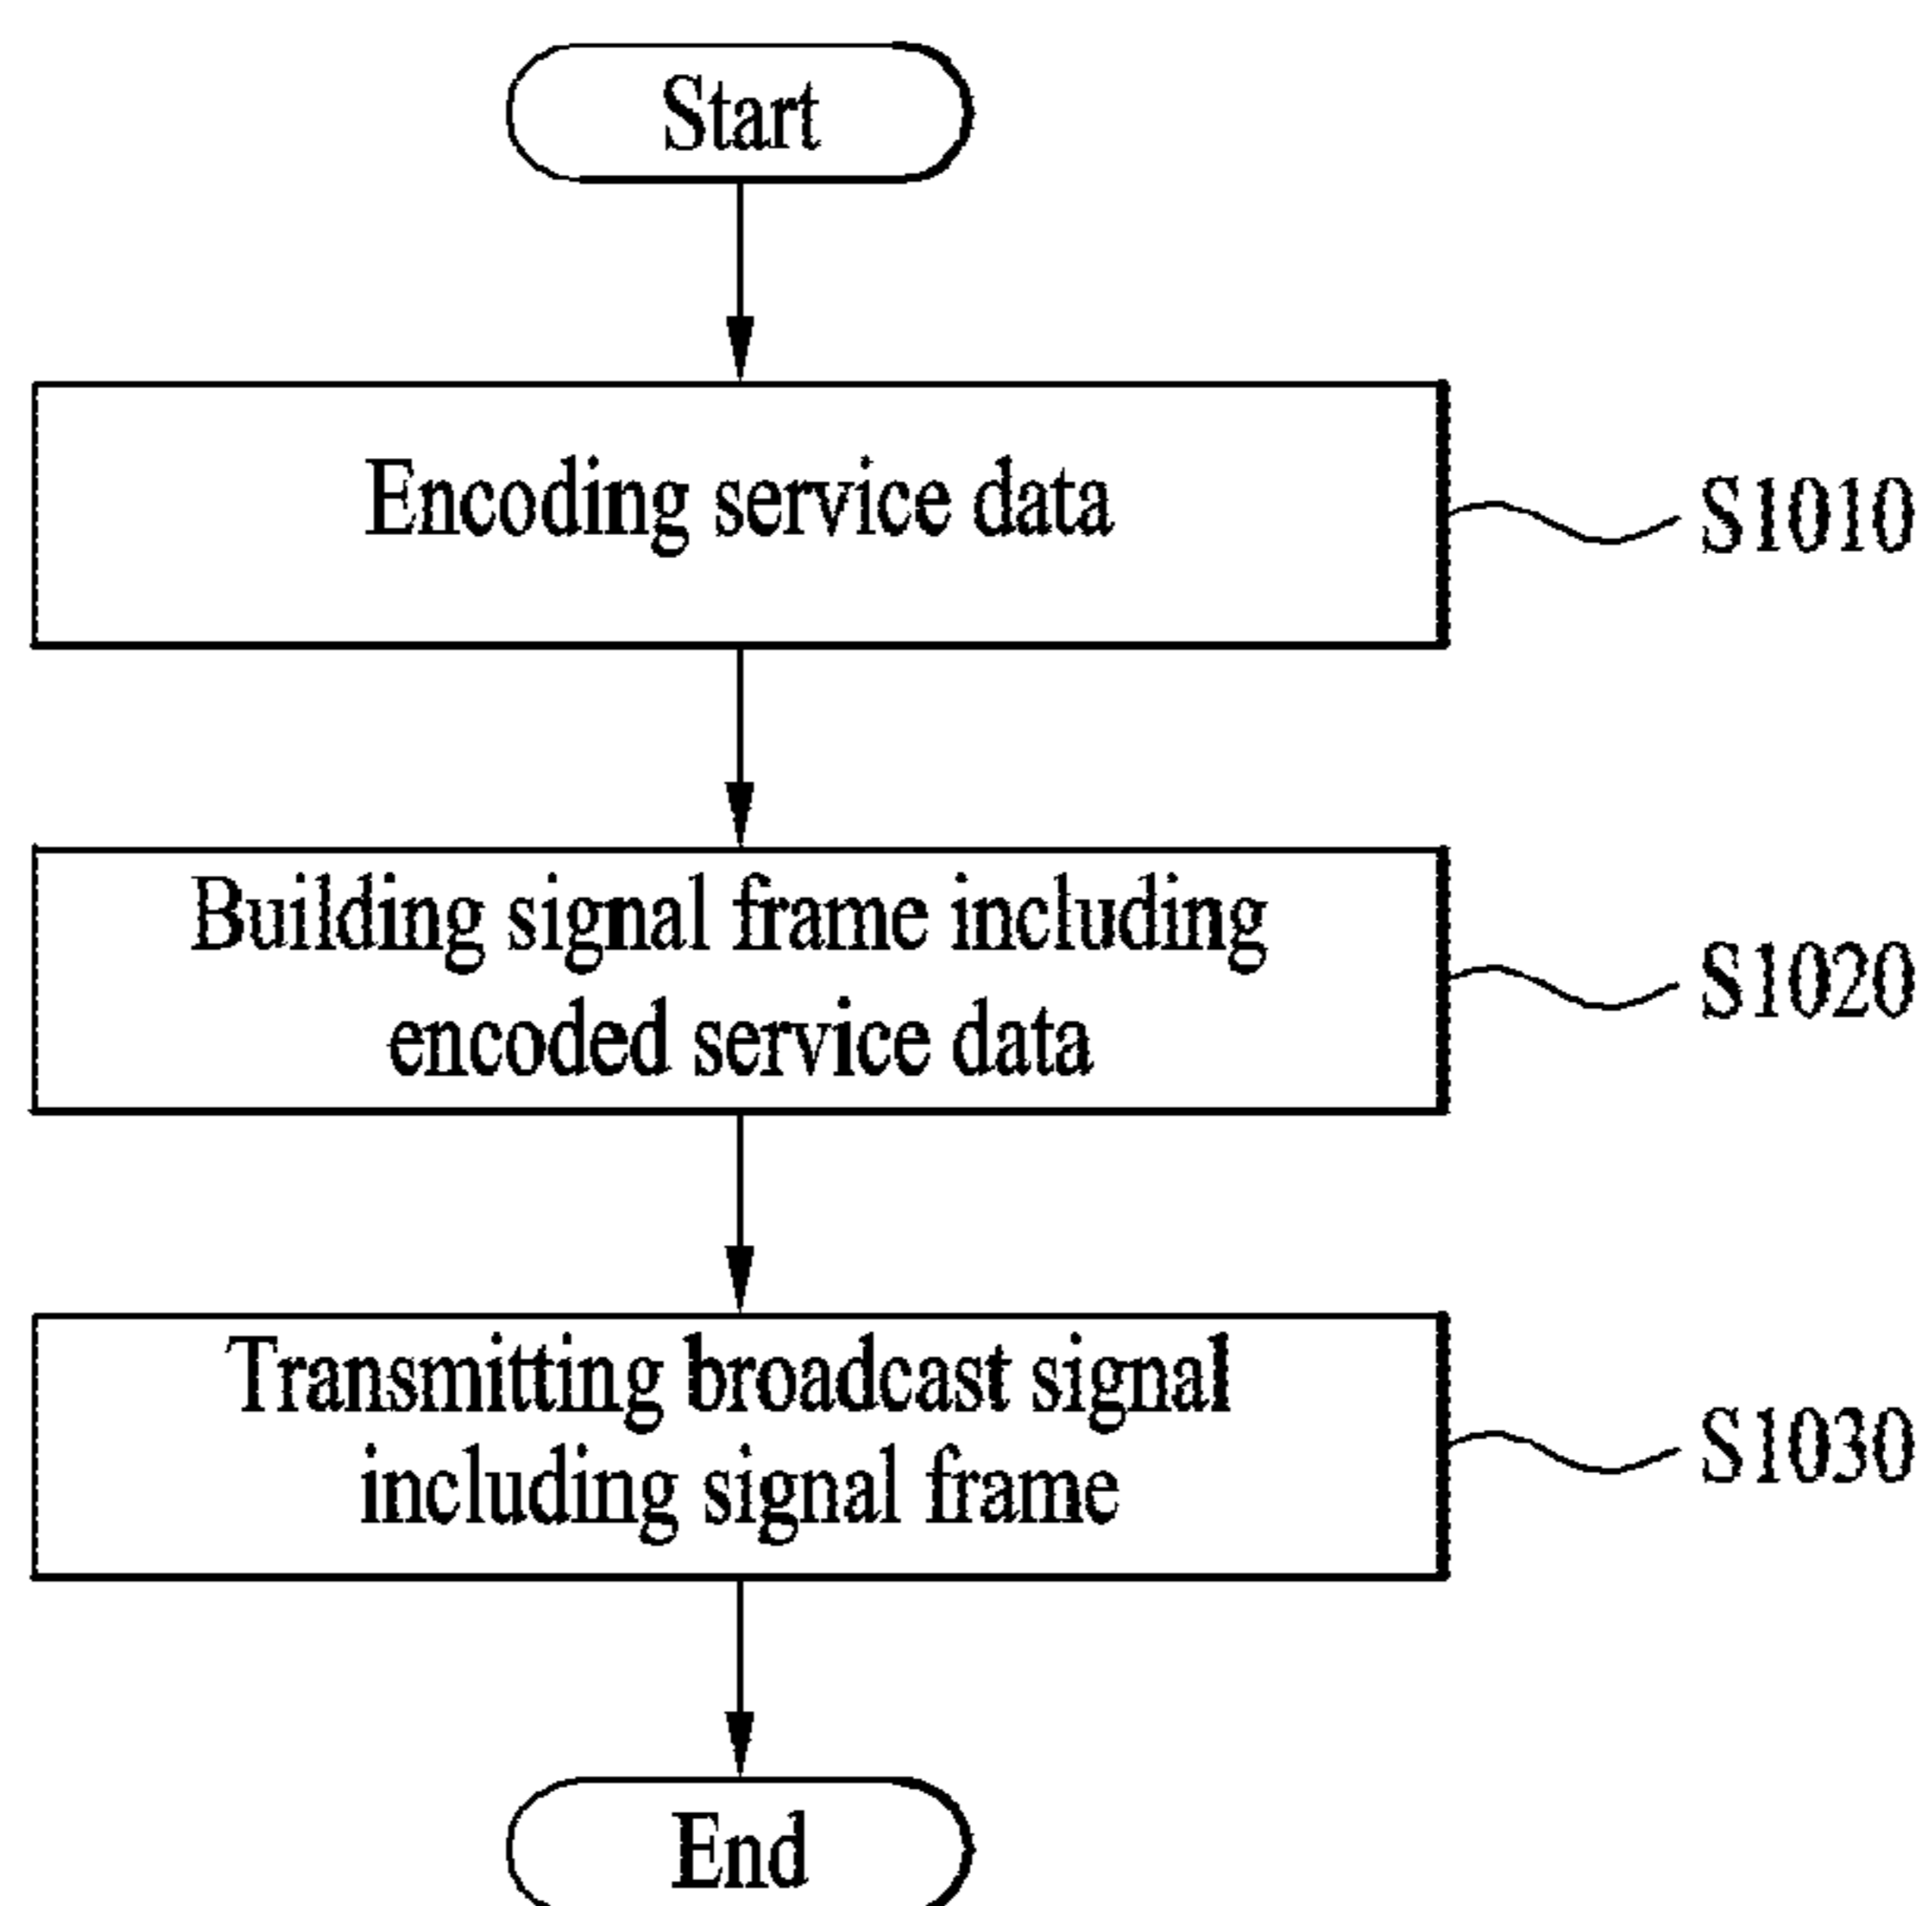 Start
Encoding service data
S1010
Building signal frame including
encoded service data
S1020
Transmitting broadcast signal
including signal frame
S1030
End